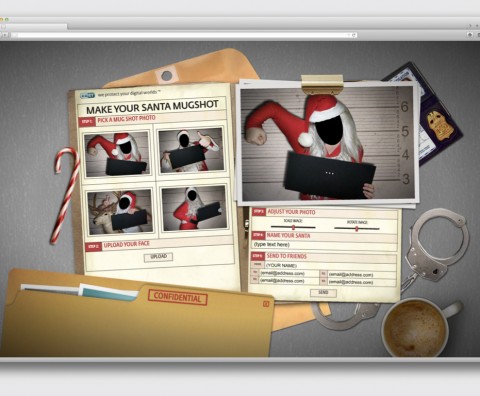 eset we protect your digital worlds™
MAKE YOUR SANTA MUGSHOT
STEP 1: PICK A MUG SHOT PHOTO
STEP 2: UPLOAD YOUR FACE
UPLOAD
6
5
4
3
...
STEP 3: ADJUST YOUR PHOTO
SCALE IMAGE ROTATE IMAGE
STEP 4: NAME YOUR SANTA
(type text here)
STEP 5: SEND TO FRIENDS
(YOUR NAME)
(email@address.com) (email@address.com)
(email@address.com) (email@address.com)
SEND
CONFIDENTIAL